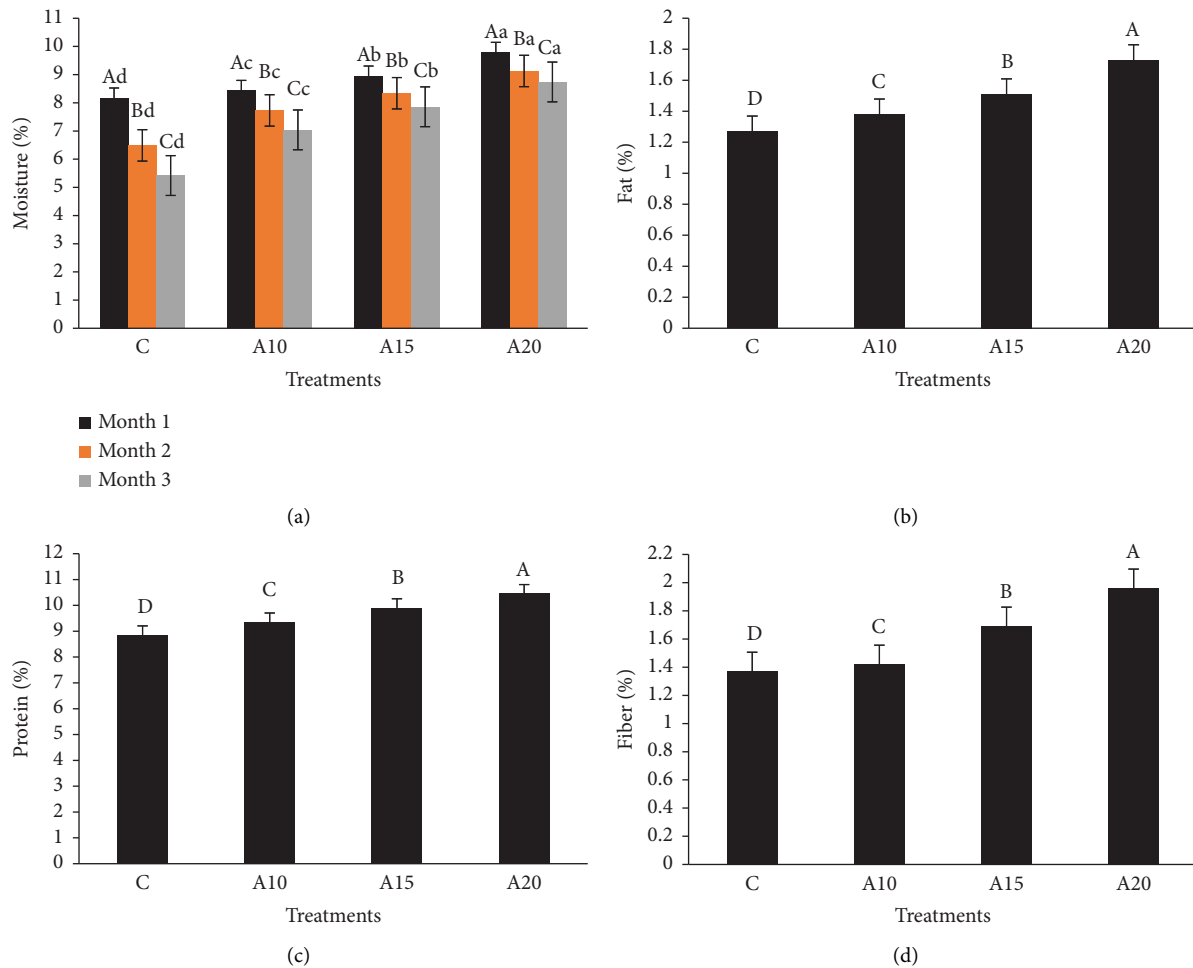 11
10
9
8
7
6
5
4
3
2
1
0
Moisture (%)
Ad
Bd
Cd
Ac
Bc
Cc
Ab
Bb
Cb
Aa
Ba
Ca
C A10 A15 A20
Treatments
Month 1
Month 2
Month 3
(a)
2
1.8
1.6
1.4
1.2
1
0.8
0.6
0.4
0.2
0
Fat (%)
D
C
B
A
C A10 A15 A20
Treatments
(b)
12
11
10
9
8
7
6
5
4
3
2
1
0
Protein (%)
D
C
B
A
C A10 A15 A20
Treatments
(c)
2.2
2
1.8
1.6
1.4
1.2
1
0.8
0.6
0.4
0.2
0
Fiber (%)
D
C
B
A
C A10 A15 A20
Treatments
(d)